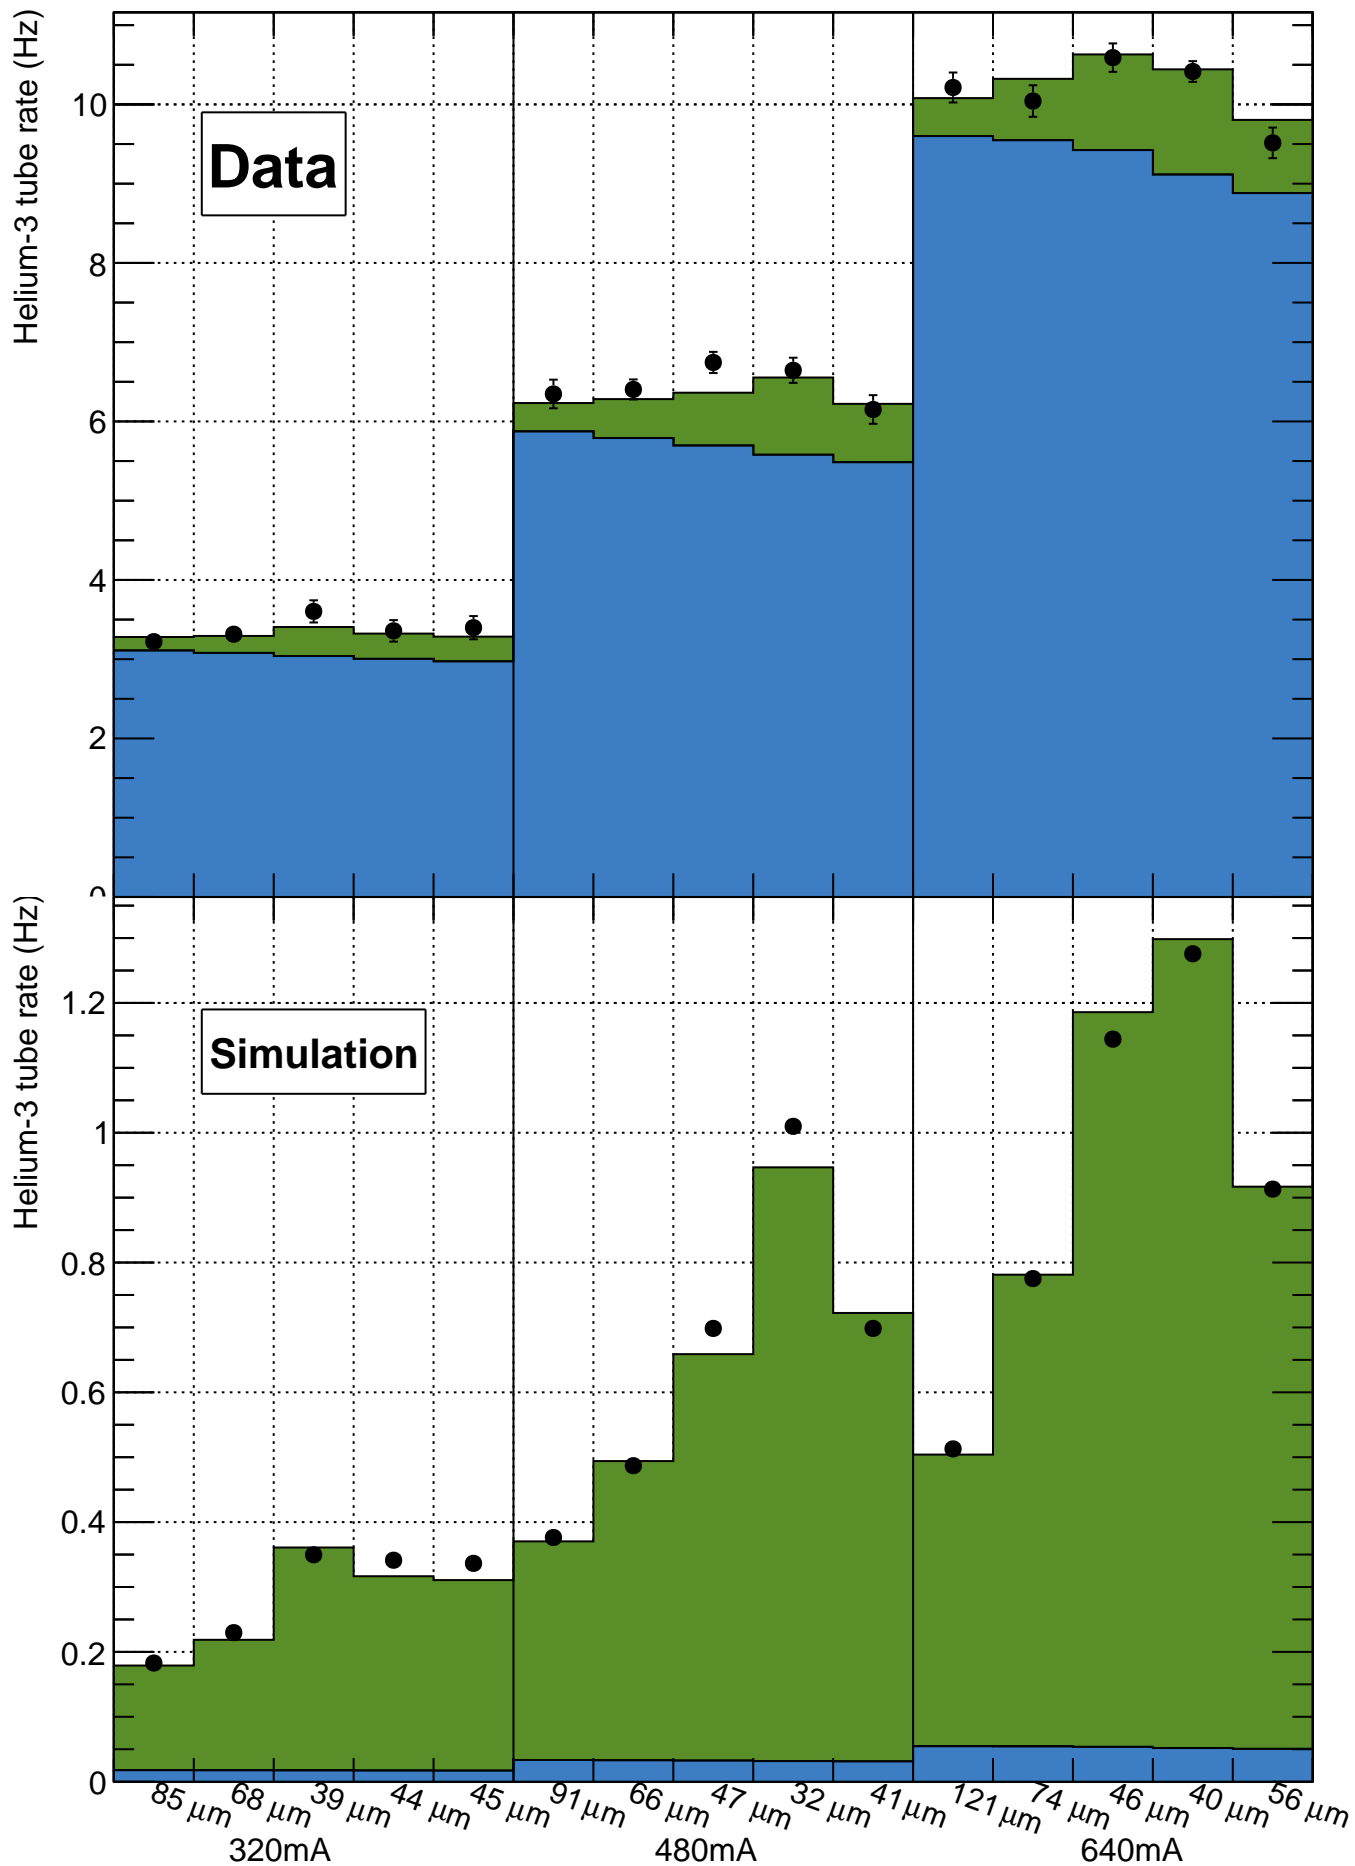 Helium-3 tube rate (Hz)
10
8
6
4
2
0
Data
Helium-3 tube rate (Hz)
1.2
1
0.8
0.6
0.4
0.2
0
Simulation
85 μm 68 μm 39 μm 44 μm 45 μm 91 μm 66 μm 47 μm 32 μm 41 μm 121 μm 74 μm 46 μm 40 μm 56 μm
320mA 480mA 640mA